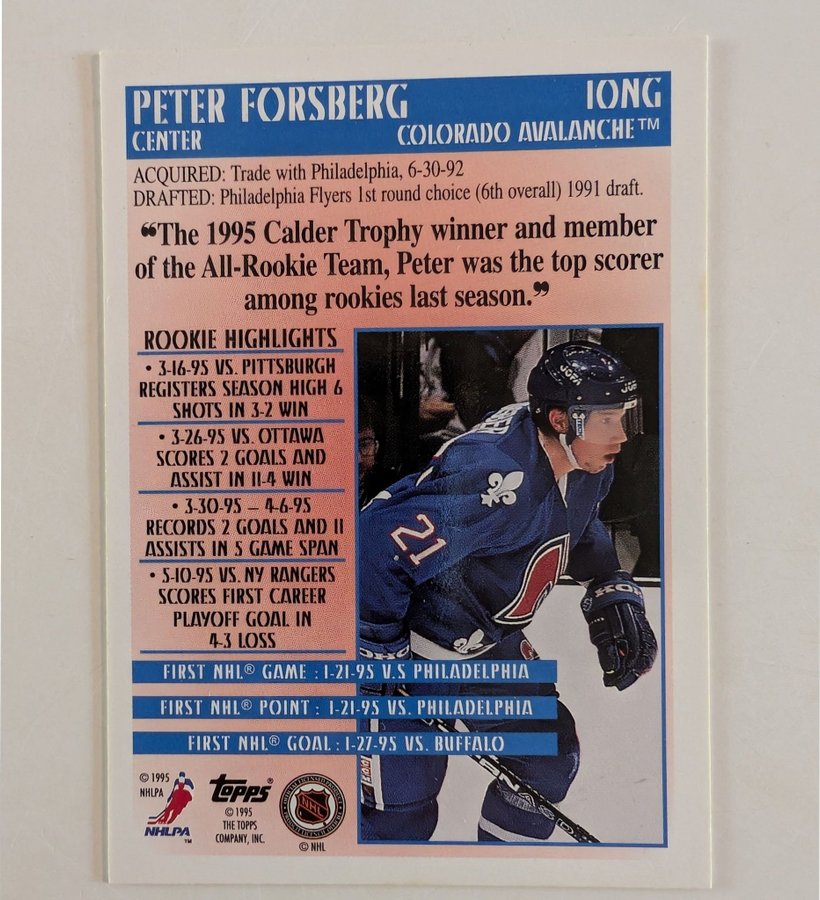 PETER FORSBERG 10NG
CENTER COLORADO AVALANCHE™
ACQUIRED: Trade with Philadelphia, 6-30-92
DRAFTED: Philadelphia Flyers 1st round choice (6th overall) 1991 draft.
“The 1995 Calder Trophy winner and member
of the All-Rookie Team, Peter was the top scorer
among rookies last season.”
ROOKIE HIGHLIGHTS
• 3-16-95 VS. PITTSBURGH
REGISTERS SEASON HIGH 6
SHOTS IN 3-2 WIN
• 3-26-95 VS. OTTAWA
SCORES 2 GOALS AND
ASSIST IN 11-4 WIN
• 3-30-95 – 4-6-95
RECORDS 2 GOALS AND 11
ASSISTS IN 5 GAME SPAN
• 5-10-95 VS. NY RANGERS
SCORES FIRST CAREER
PLAYOFF GOAL IN
4-3 LOSS
JOFA
21
FIRST NHL® GAME : 1-21-95 V.S PHILADELPHIA
FIRST NHL® POINT : 1-21-95 VS. PHILADELPHIA
FIRST NHL® GOAL : 1-27-95 VS. BUFFALO
© 1995
NHLPA
NHLPA™
Topps®
© 1995
THE TOPPS
COMPANY, INC.
NHL
© NHL